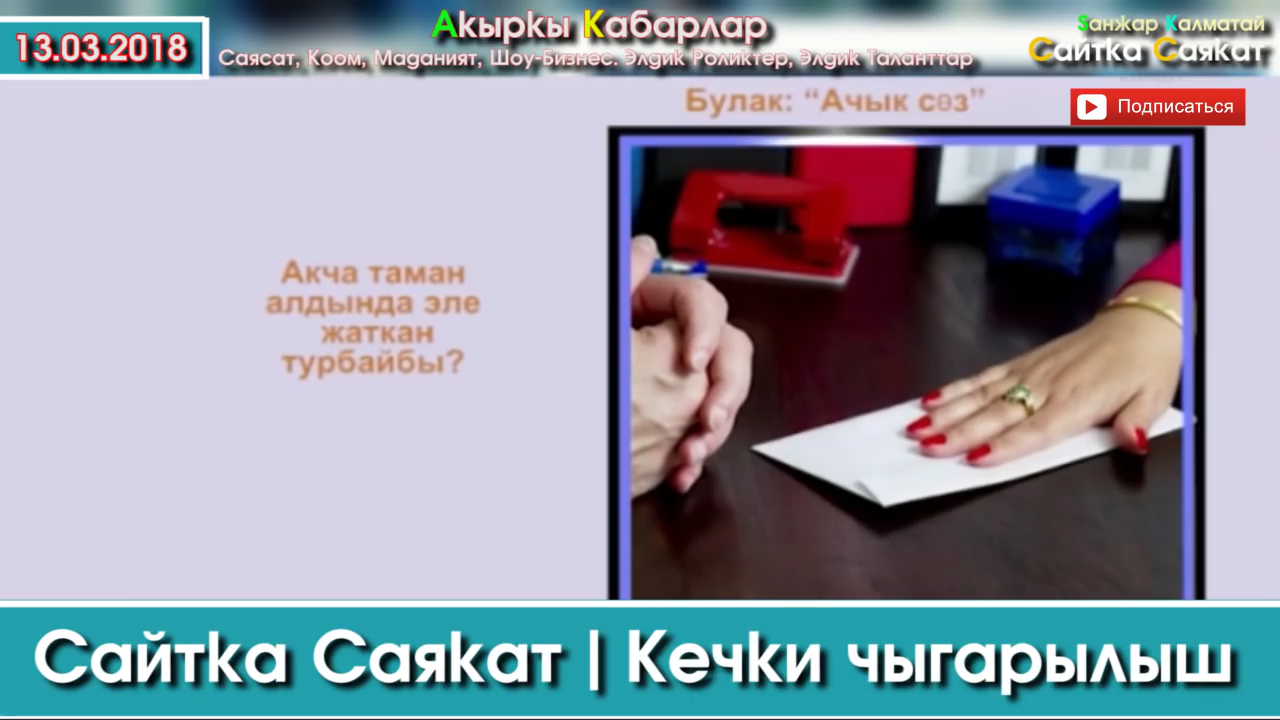 13.03.2018
Акыркы Кабарлар
Саясат, Коом, Маданият, Шоу-Бизнес. Элдик Роликтер, Элдик Таланттар
Sанжар Калматай
Сайтка Саякат
Подписаться
Булак: “Ачык сөз”
Акча таман
алдында эле
жаткан
турбайбы?
Сайтка Саякат | Кечки чыгарылыш